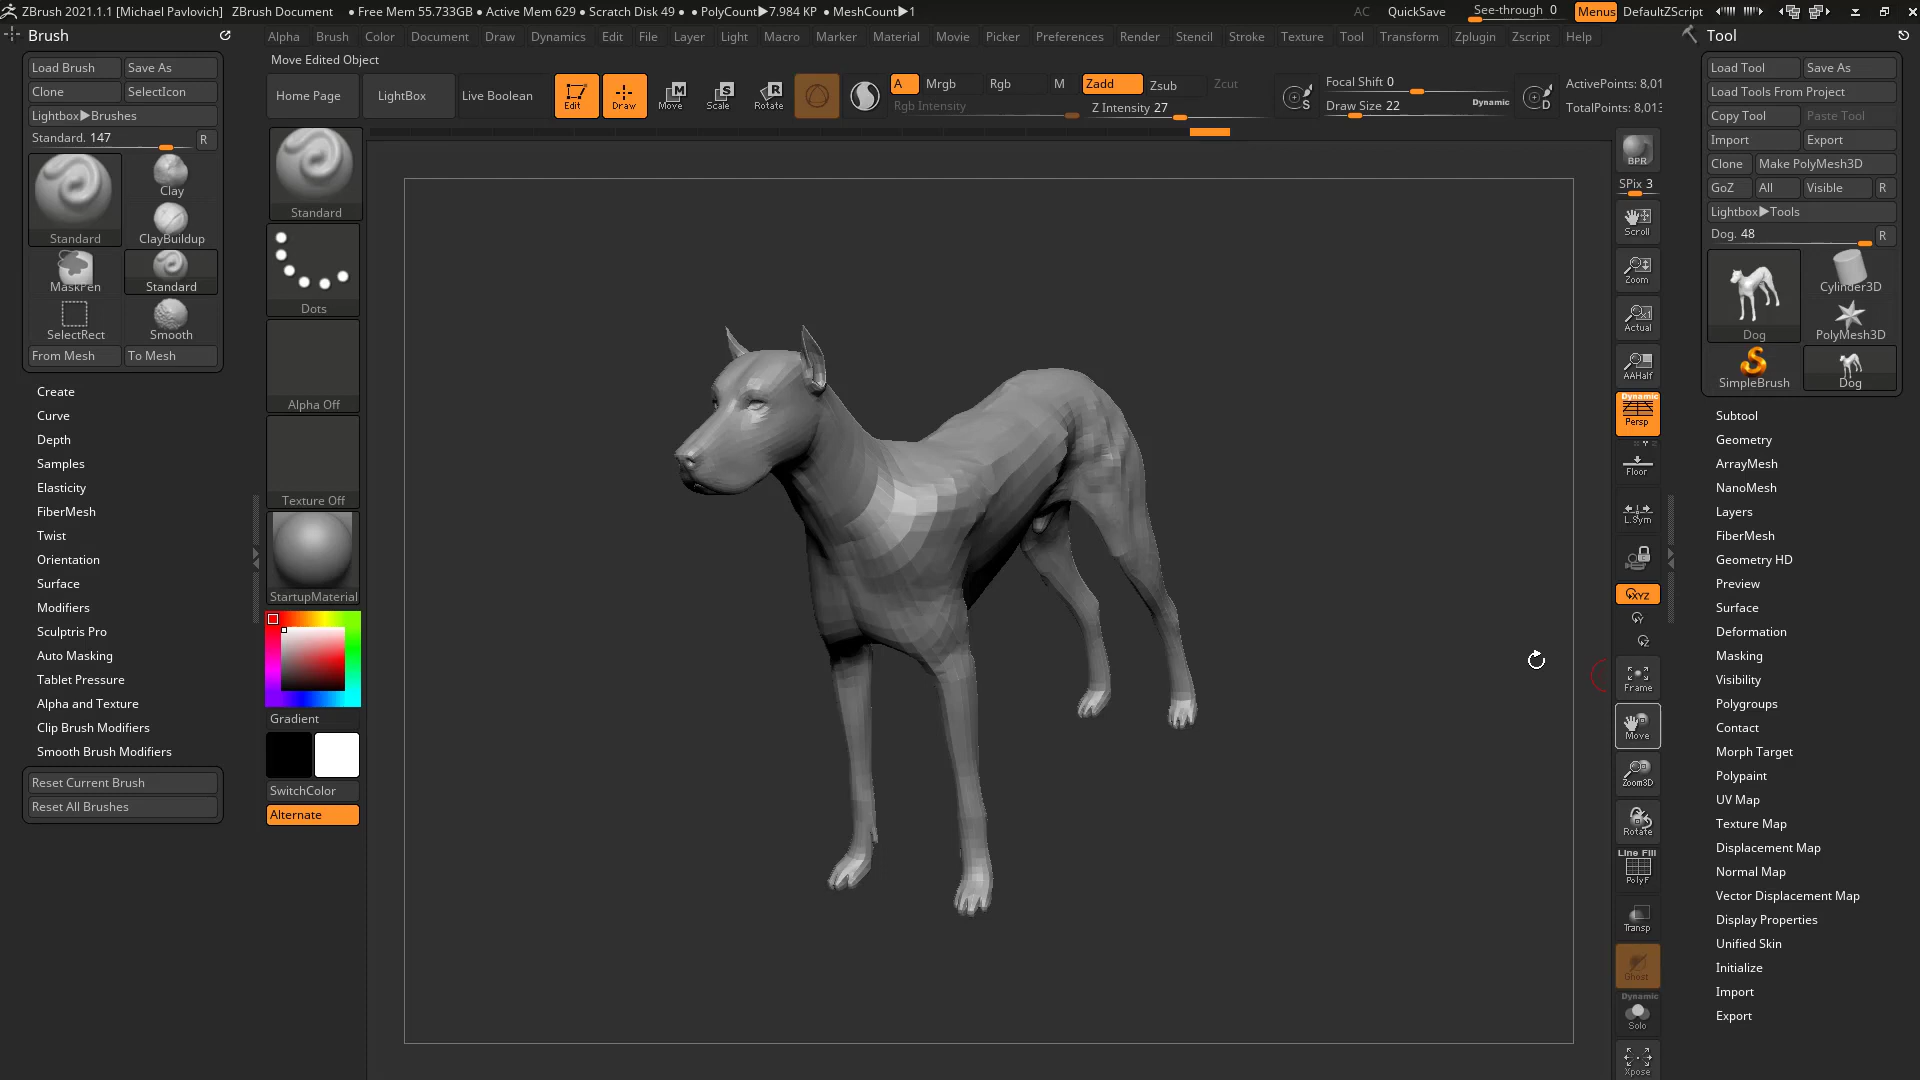 ZBrush 2021.1.1 [Michael Pavlovich] ZBrush Document • Free Mem 55.733GB • Active Mem 629 • Scratch Disk 49 • • PolyCount▶7.984 KP • MeshCount▶1 AC QuickSave See-through 0 Menus DefaultZScript
Brush
Alpha Brush Color Document Draw Dynamics Edit File Layer Light Macro Marker Material Movie Picker Preferences Render Stencil Stroke Texture Tool Transform Zplugin Zscript Help
Tool
Move Edited Object
Load Brush Save As
Clone SelectIcon
Lightbox▶Brushes
Standard. 147 R
Standard
Clay
ClayBuildup
MaskPen
Standard
SelectRect
Smooth
From Mesh To Mesh
Create
Curve
Depth
Samples
Elasticity
FiberMesh
Twist
Orientation
Surface
Modifiers
Sculptris Pro
Auto Masking
Tablet Pressure
Alpha and Texture
Clip Brush Modifiers
Smooth Brush Modifiers
Reset Current Brush
Reset All Brushes
Home Page LightBox Live Boolean Edit Draw Move Scale Rotate
A Mrgb Rgb M Zadd Zsub Zcut
Rgb Intensity Z Intensity 27
S Focal Shift 0
Draw Size 22 Dynamic
D ActivePoints: 8,01
TotalPoints: 8,013
Standard
Dots
Alpha Off
Texture Off
StartupMaterial
Gradient
SwitchColor
Alternate
BPR
SPix 3
Scroll
Zoom
Actual
AAHalf
Dynamic
Persp
Floor
L.Sym
XYZ
Y
Z
Frame
Move
Zoom3D
Rotate
Line Fill
PolyF
Transp
Ghost
Dynamic
Solo
Xpose
Load Tool Save As
Load Tools From Project
Copy Tool Paste Tool
Import Export
Clone Make PolyMesh3D
GoZ All Visible R
Lightbox▶Tools
Dog. 48 R
Dog
Cylinder3D
PolyMesh3D
SimpleBrush
Dog
Subtool
Geometry
ArrayMesh
NanoMesh
Layers
FiberMesh
Geometry HD
Preview
Surface
Deformation
Masking
Visibility
Polygroups
Contact
Morph Target
Polypaint
UV Map
Texture Map
Displacement Map
Normal Map
Vector Displacement Map
Display Properties
Unified Skin
Initialize
Import
Export